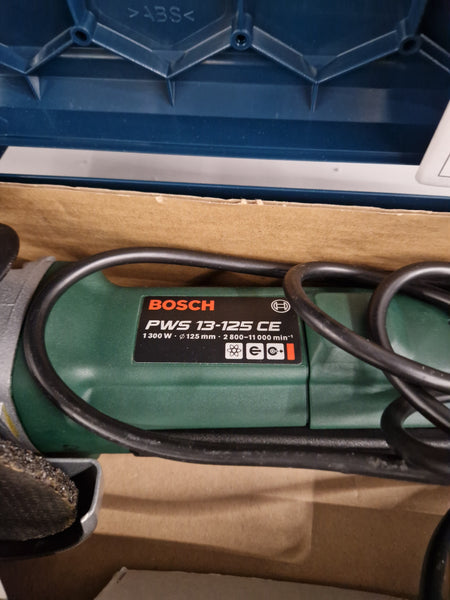 >ABS<
BOSCH
PWS 13-125 CE
1 300 W · ⌀ 125 mm · 2 800–11 000 min⁻¹